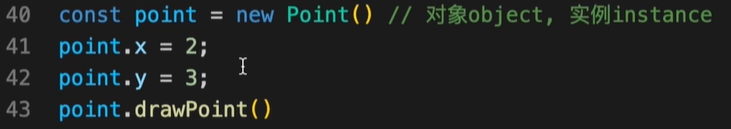 40 const point = new Point() // 对象object, 实例instance
41 point.x = 2;
42 point.y = 3;
43 point.drawPoint()